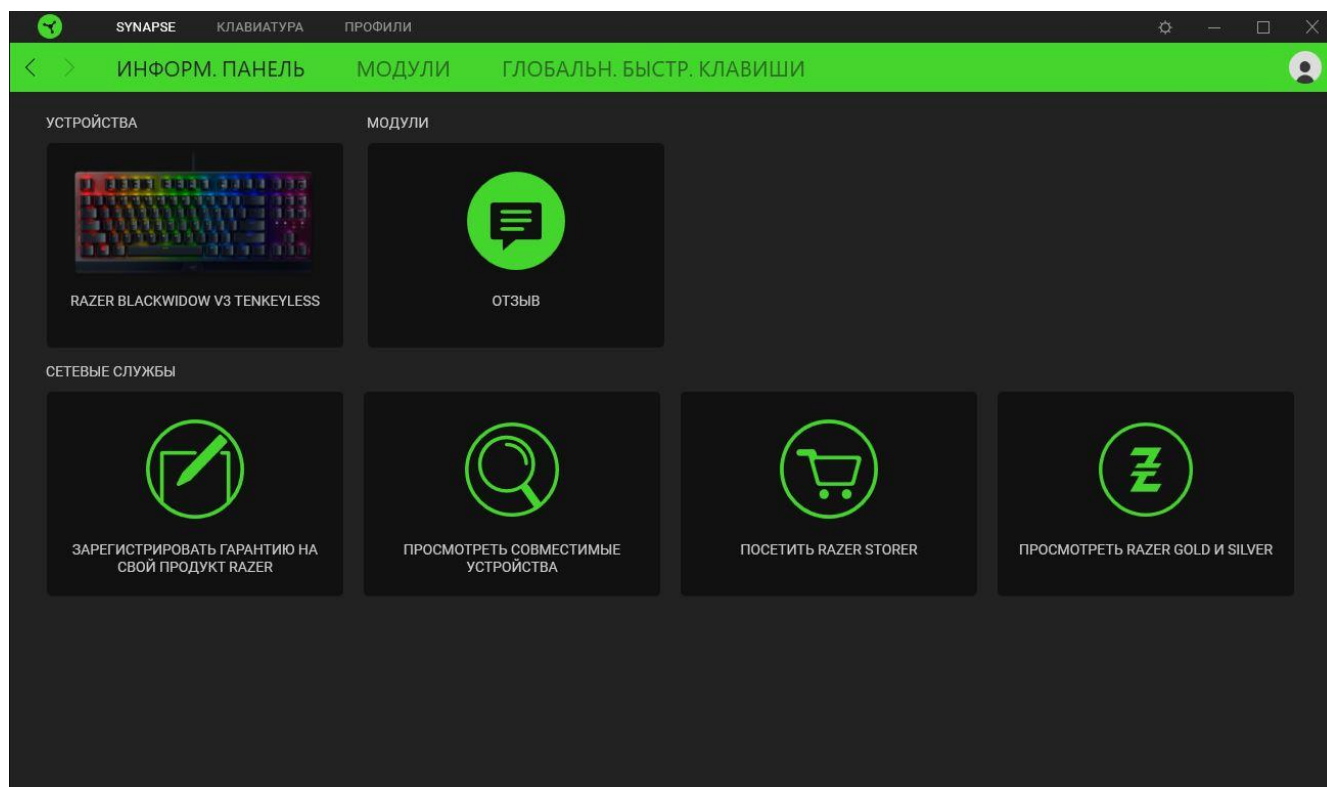 SYNAPSE КЛАВИАТУРА ПРОФИЛИ
ИНФОРМ. ПАНЕЛЬ МОДУЛИ ГЛОБАЛЬН. БЫСТР. КЛАВИШИ
УСТРОЙСТВА МОДУЛИ
RAZER BLACKWIDOW V3 TENKEYLESS ОТЗЫВ
СЕТЕВЫЕ СЛУЖБЫ
ЗАРЕГИСТРИРОВАТЬ ГАРАНТИЮ НА
СВОЙ ПРОДУКТ RAZER
ПРОСМОТРЕТЬ СОВМЕСТИМЫЕ
УСТРОЙСТВА
ПОСЕТИТЬ RAZER STORER
ПРОСМОТРЕТЬ RAZER GOLD И SILVER